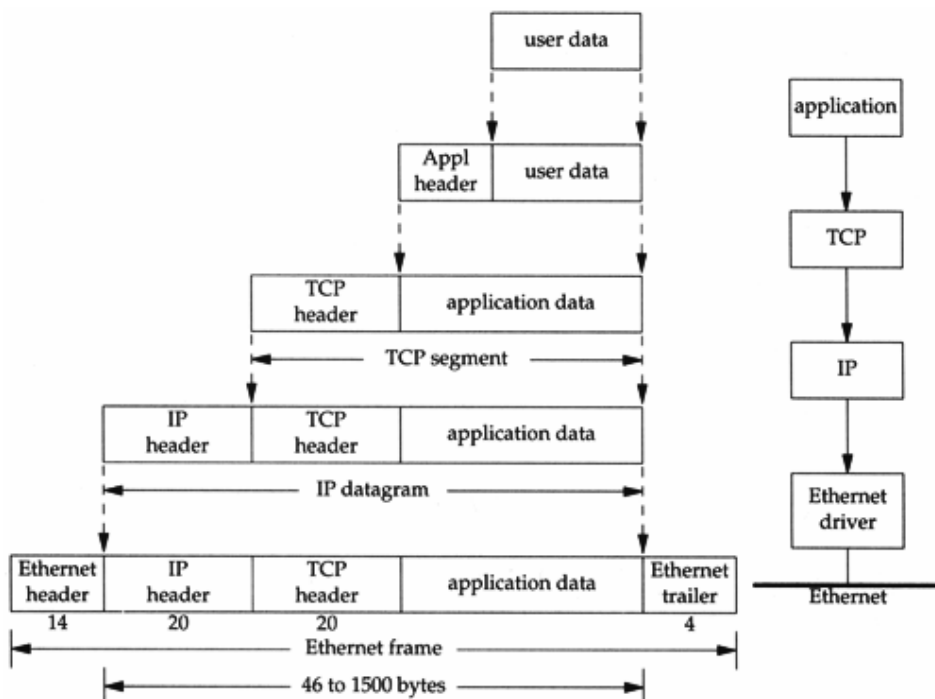 user data
Appl
header
user data
TCP
header
application data
TCP segment
IP
header
TCP
header
application data
IP datagram
Ethernet
header
IP
header
TCP
header
application data
Ethernet
trailer
14
20
20
4
Ethernet frame
46 to 1500 bytes
application
TCP
IP
Ethernet
driver
Ethernet